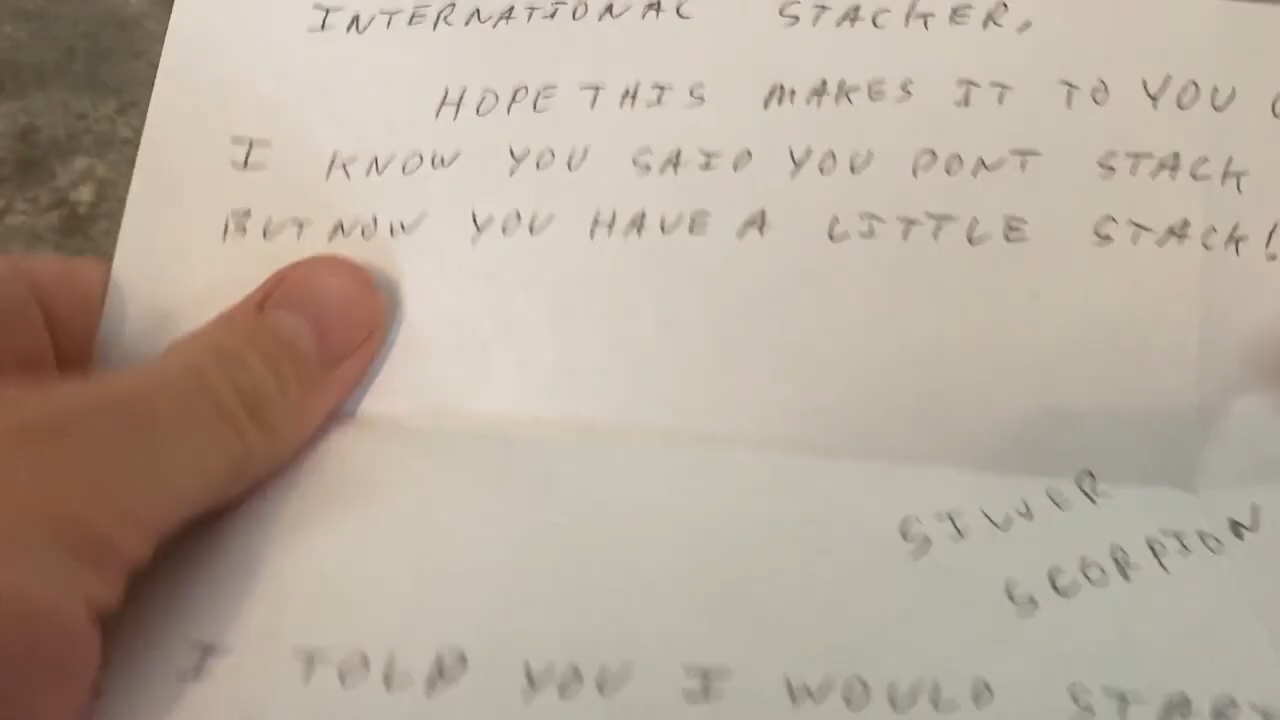 INTERNATIONAL STACKER,
HOPE THIS MAKES IT TO YOU
I KNOW YOU SAID YOU DONT STACK
BUT NOW YOU HAVE A LITTLE STACK!
SILVER
SCORPION
I TOLD YOU I WOULD